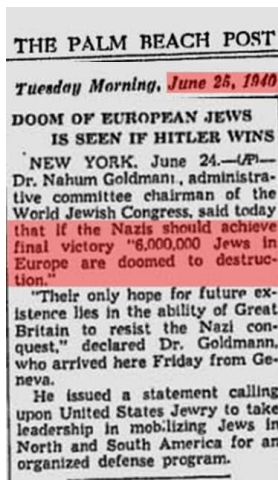 THE PALM BEACH POST
Tuesday Morning, June 25, 1940
DOOM OF EUROPEAN JEWS
IS SEEN IF HITLER WINS
NEW YORK. June 24.—(UP)—
Dr. Nahum Goldmann, administra-
tive committee chairman of the
World Jewish Congress, said today
that if the Nazis should achieve
final victory "6,000,000 Jews in
Europe are doomed to destruc-
tion."
"Their only hope for future ex-
istence lies in the ability of Great
Britain to resist the Nazi con-
quest," declared Dr. Goldmann,
who arrived here Friday from Ge-
neva.
He issued a statement calling
upon United States Jewry to take
leadership in mobilizing Jews in
North and South America for an
organized defense program.